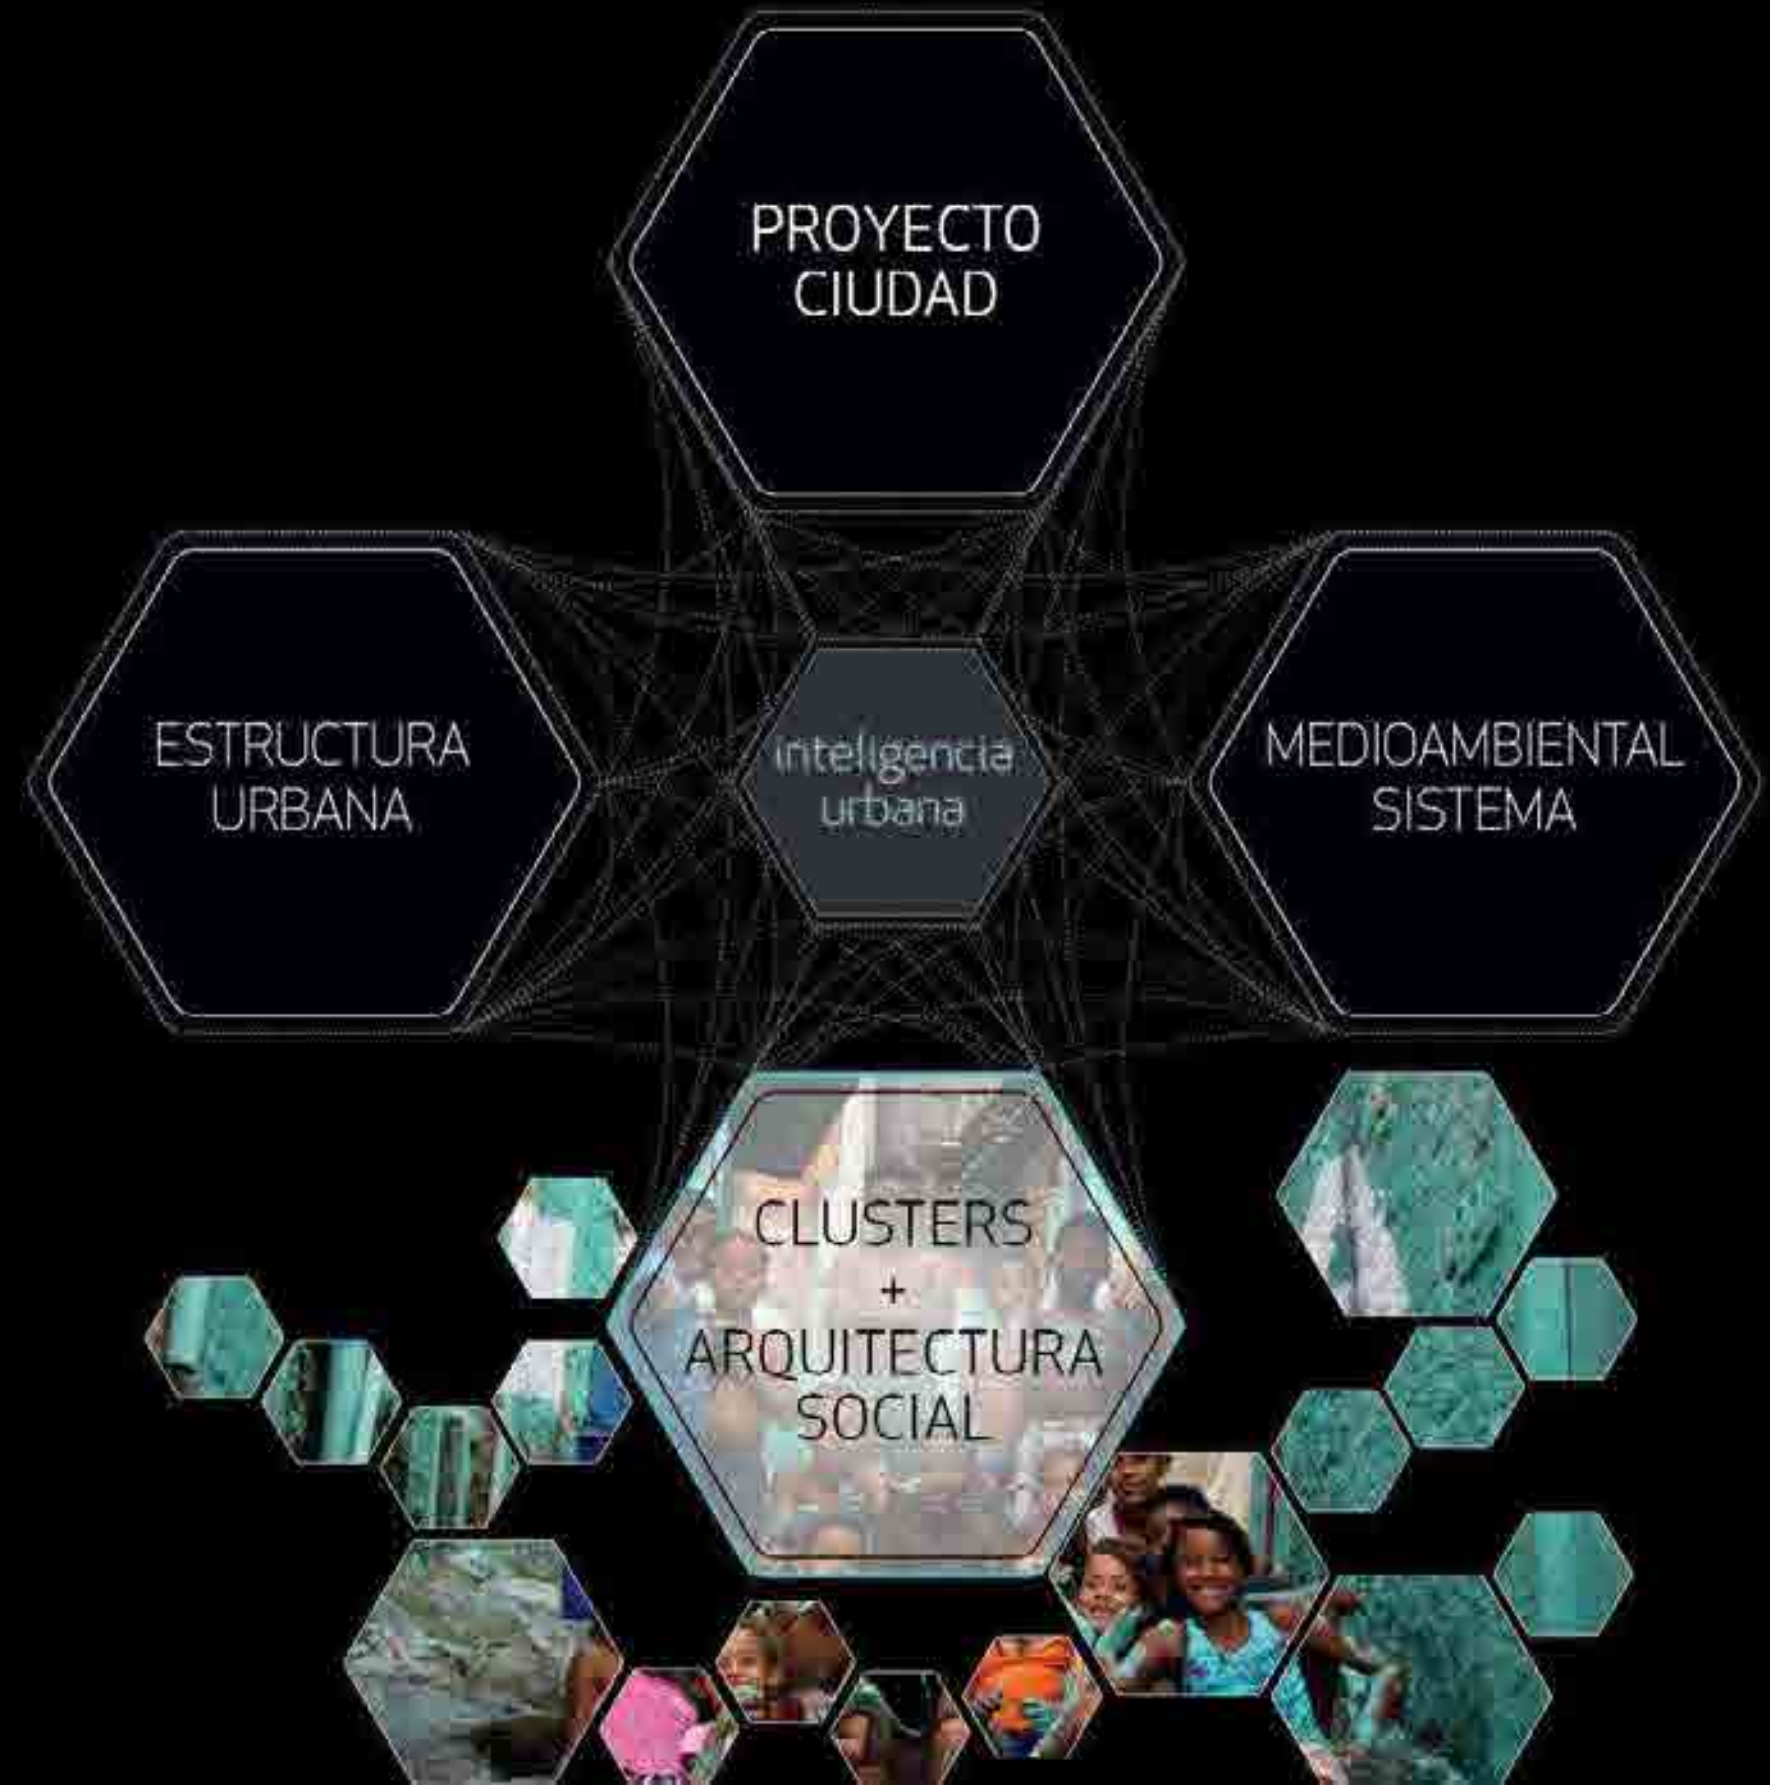 PROYECTO
CIUDAD
ESTRUCTURA
URBANA
inteligencia
urbana
MEDIOAMBIENTAL
SISTEMA
CLUSTERS
+
ARQUITECTURA
SOCIAL